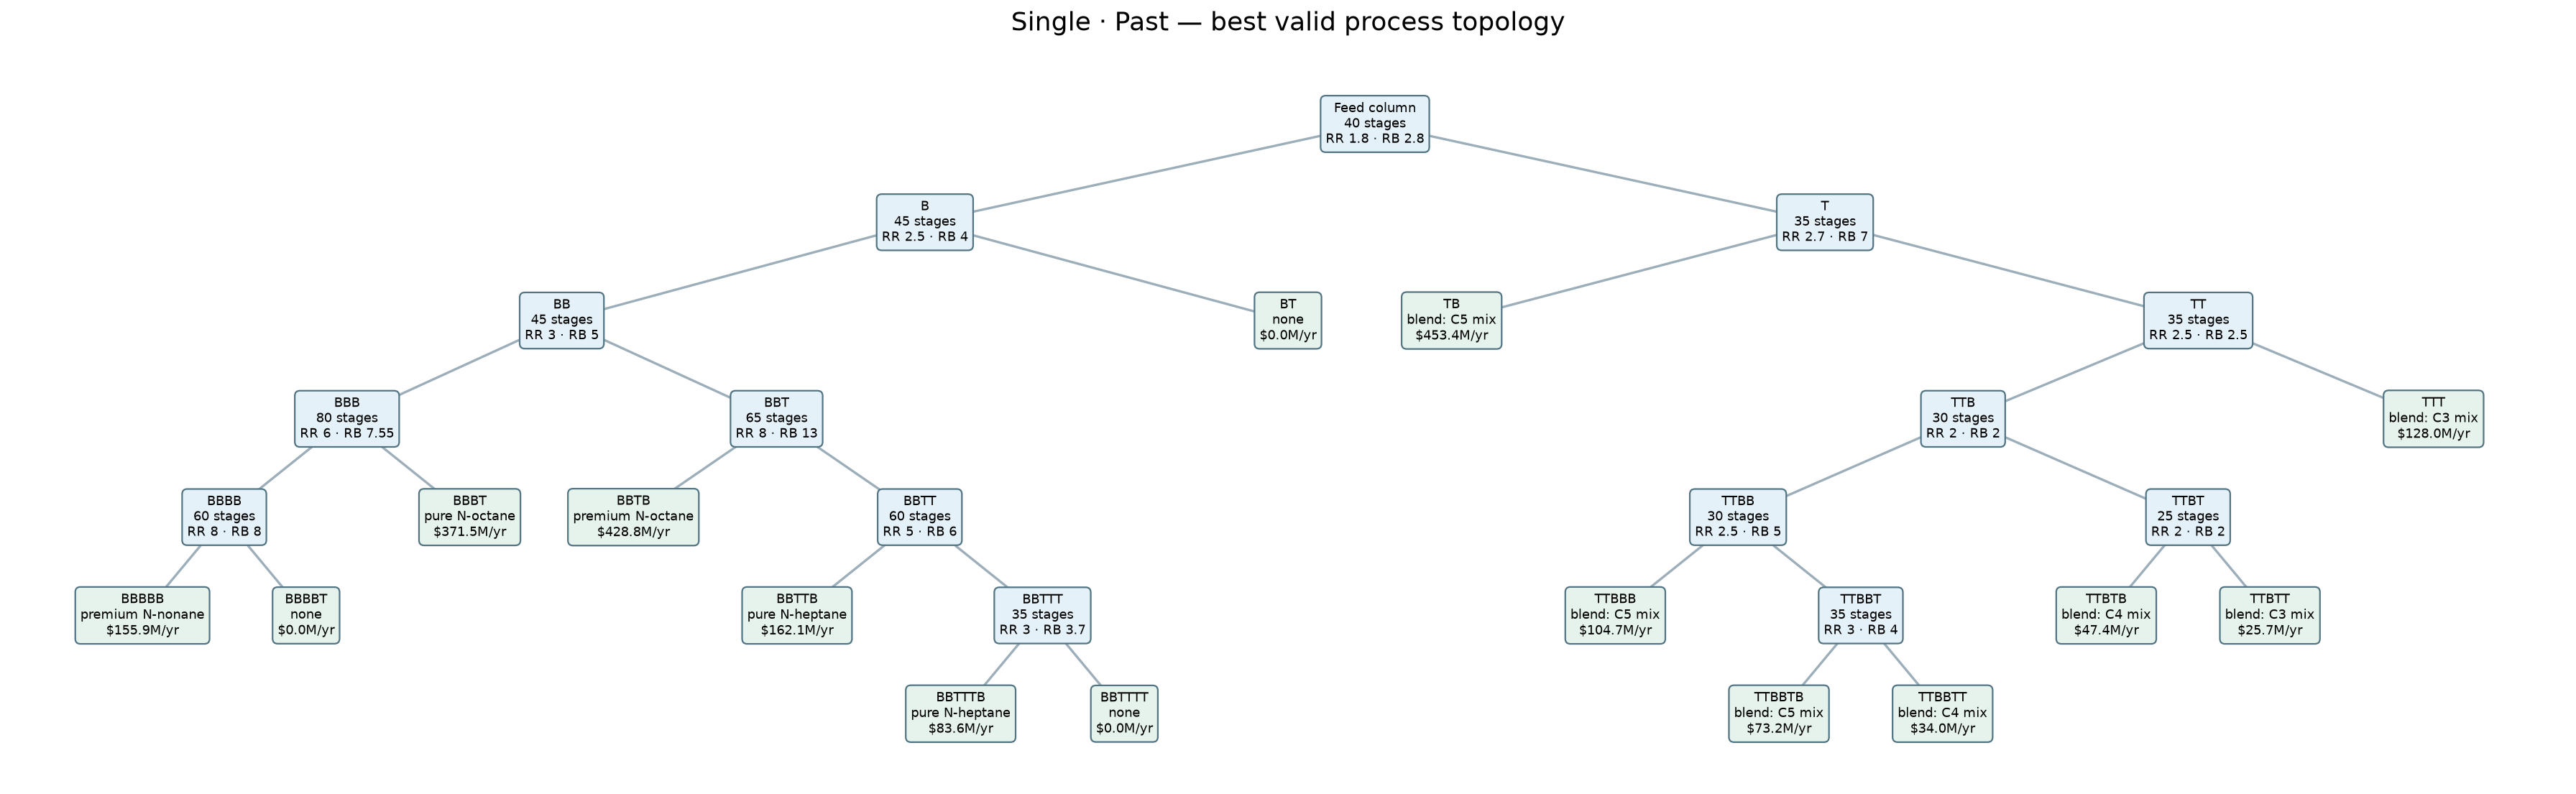 Single · Past — best valid process topology
Feed column
40 stages
RR 1.8 · RB 2.8
B
45 stages
RR 2.5 · RB 4
T
35 stages
RR 2.7 · RB 7
BB
45 stages
RR 3 · RB 5
BT
none
$0.0M/yr
TB
blend: C5 mix
$453.4M/yr
TT
35 stages
RR 2.5 · RB 2.5
BBB
80 stages
RR 6 · RB 7.55
BBT
65 stages
RR 8 · RB 13
TTB
30 stages
RR 2 · RB 2
TTT
blend: C3 mix
$128.0M/yr
BBBB
60 stages
RR 8 · RB 8
BBBT
pure N-octane
$371.5M/yr
BBTB
premium N-octane
$428.8M/yr
BBTT
60 stages
RR 5 · RB 6
TTBB
30 stages
RR 2.5 · RB 5
TTBT
25 stages
RR 2 · RB 2
BBBBB
premium N-nonane
$155.9M/yr
BBBBT
none
$0.0M/yr
BBTTB
pure N-heptane
$162.1M/yr
BBTTT
35 stages
RR 3 · RB 3.7
TTBBB
blend: C5 mix
$104.7M/yr
TTBBT
35 stages
RR 3 · RB 4
TTBTB
blend: C4 mix
$47.4M/yr
TTBTT
blend: C3 mix
$25.7M/yr
BBTTTB
pure N-heptane
$83.6M/yr
BBTTTT
none
$0.0M/yr
TTBBTB
blend: C5 mix
$73.2M/yr
TTBBTT
blend: C4 mix
$34.0M/yr